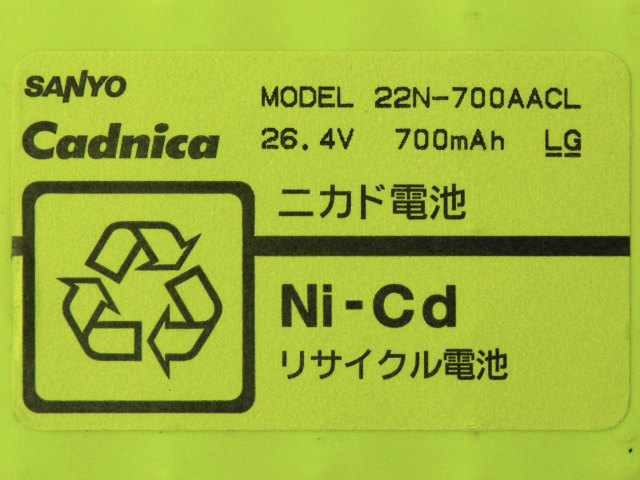 SANYO
Cadnica
MODEL 22N-700AACL
26.4V 700mAh LG
ニカド電池
Ni-Cd
リサイクル電池